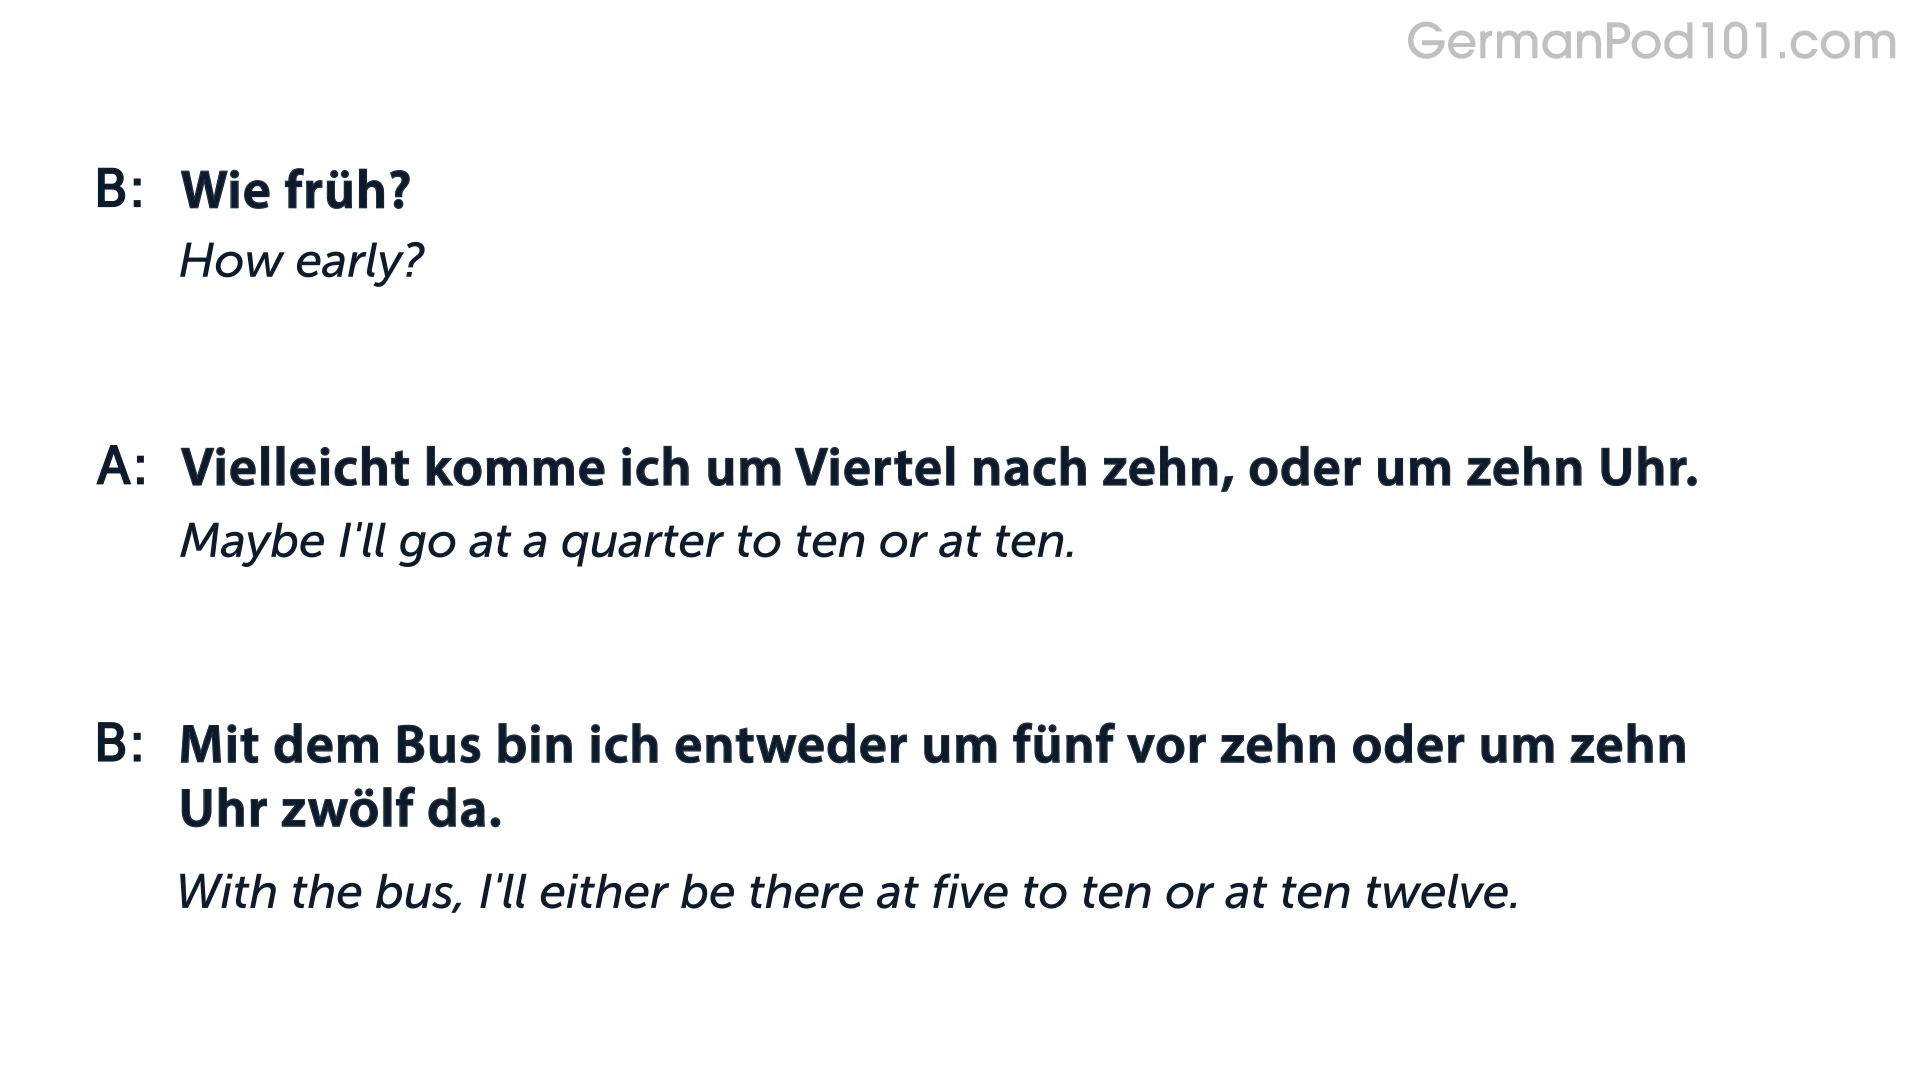 GermanPod101.com
B: Wie früh?
How early?
A: Vielleicht komme ich um Viertel nach zehn, oder um zehn Uhr.
Maybe I'll go at a quarter to ten or at ten.
B: Mit dem Bus bin ich entweder um fünf vor zehn oder um zehn
Uhr zwölf da.
With the bus, I'll either be there at five to ten or at ten twelve.